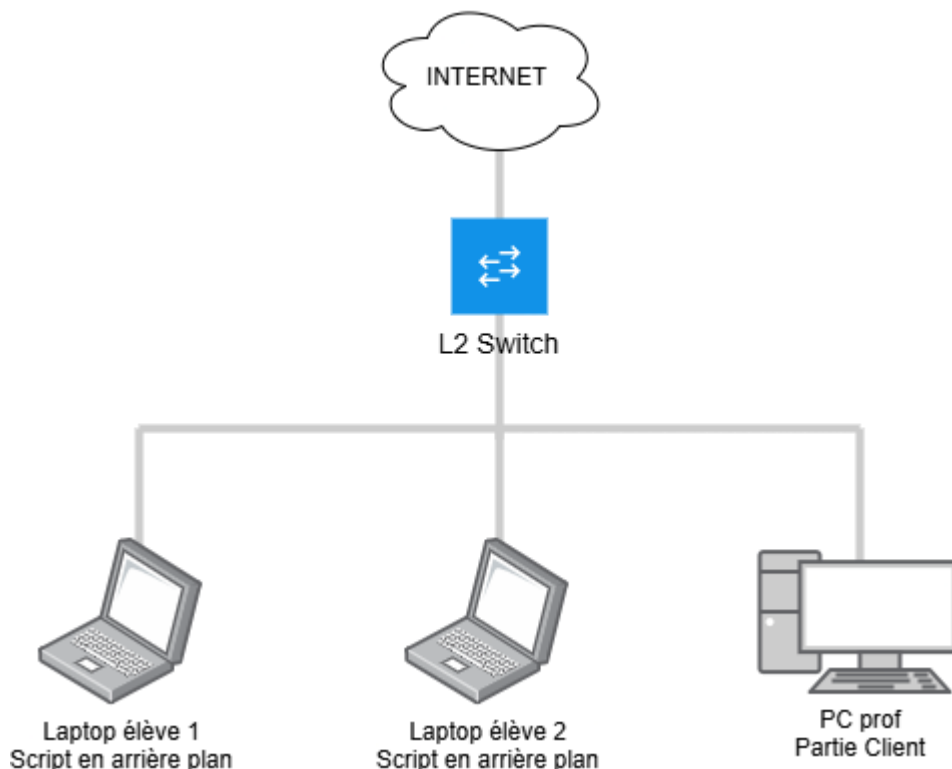 INTERNET
L2 Switch
Laptop élève 1
Script en arrière plan
Laptop élève 2
Script en arrière plan
PC prof
Partie Client